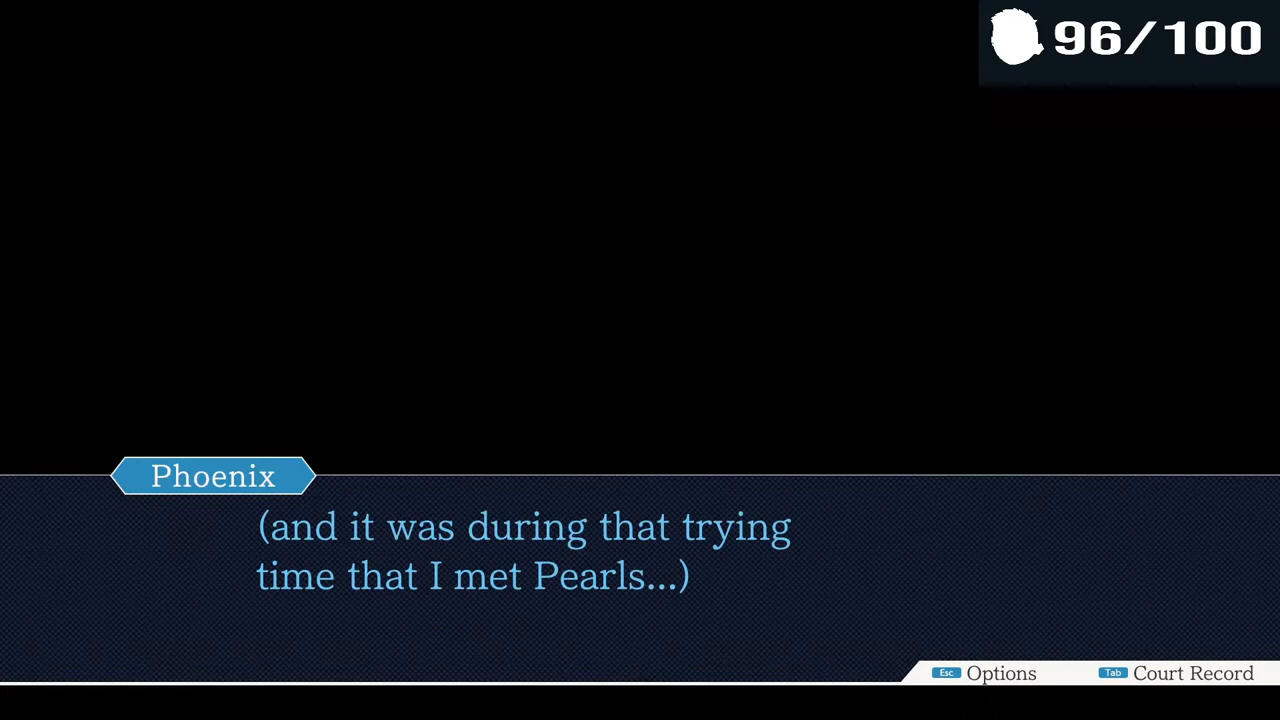 96/100
Phoenix
(and it was during that trying
time that I met Pearls...)
Esc Options Tab Court Record